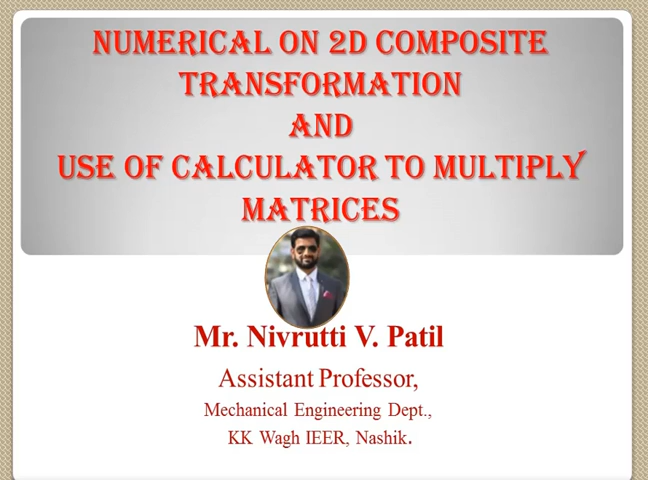 NUMERICAL ON 2D COMPOSITE
TRANSFORMATION
AND
USE OF CALCULATOR TO MULTIPLY
MATRICES
Mr. Nivrutti V. Patil
Assistant Professor,
Mechanical Engineering Dept.,
KK Wagh IEER, Nashik.